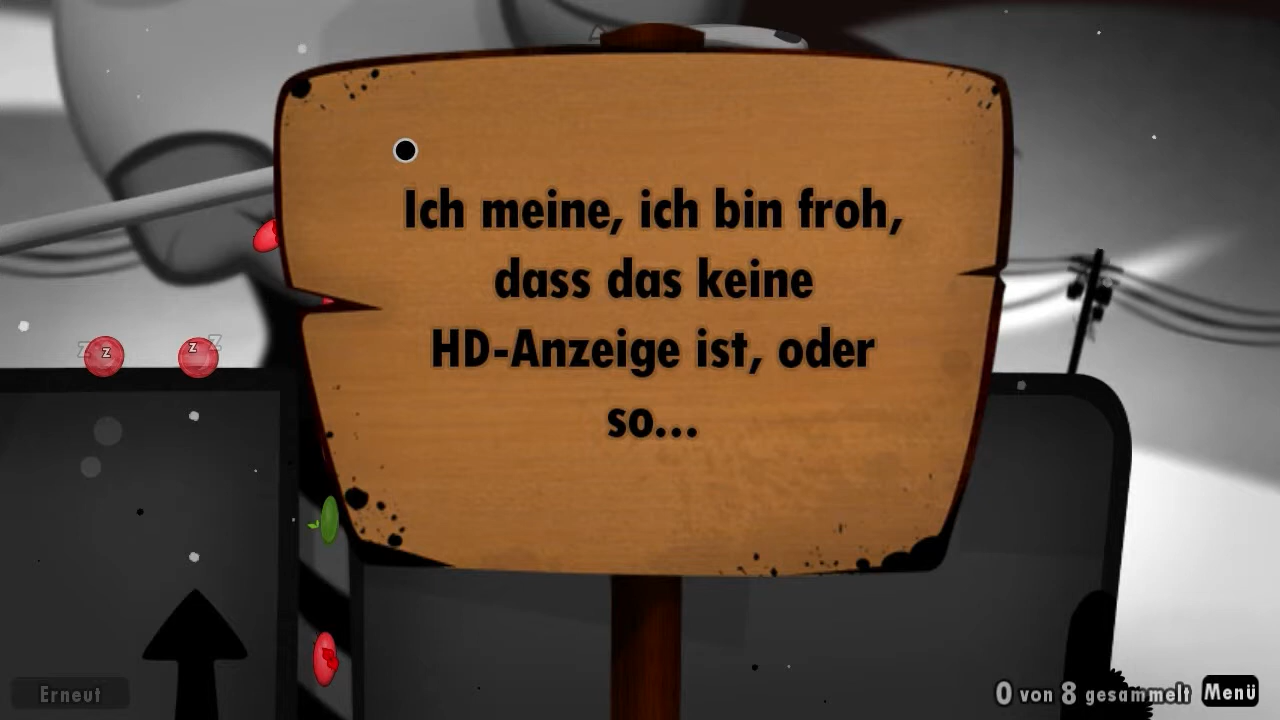 Ich meine, ich bin froh,
dass das keine
HD-Anzeige ist, oder
so...
z z
z z
Erneut
0 von 8 gesammelt Menü